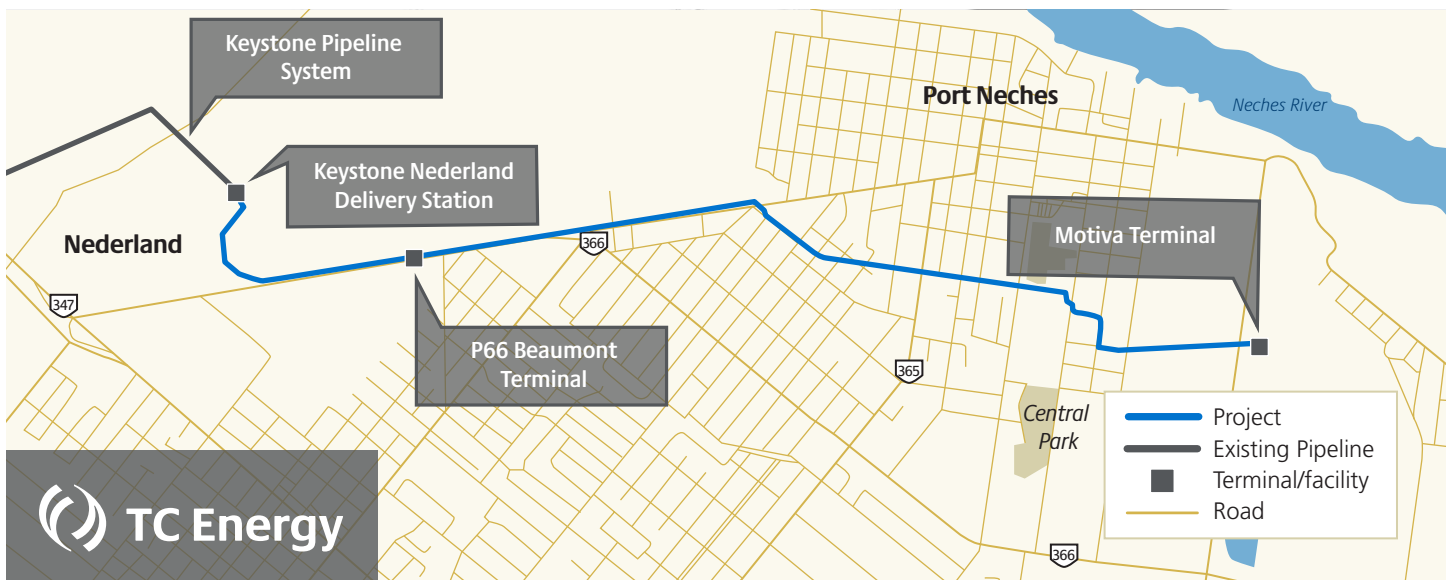 Keystone Pipeline
System
Port Neches
Neches River
Keystone Nederland
Delivery Station
Nederland
366
Motiva Terminal
347
P66 Beaumont
Terminal
365
Central
Park
Project
Existing Pipeline
Terminal/facility
Road
TC Energy
366